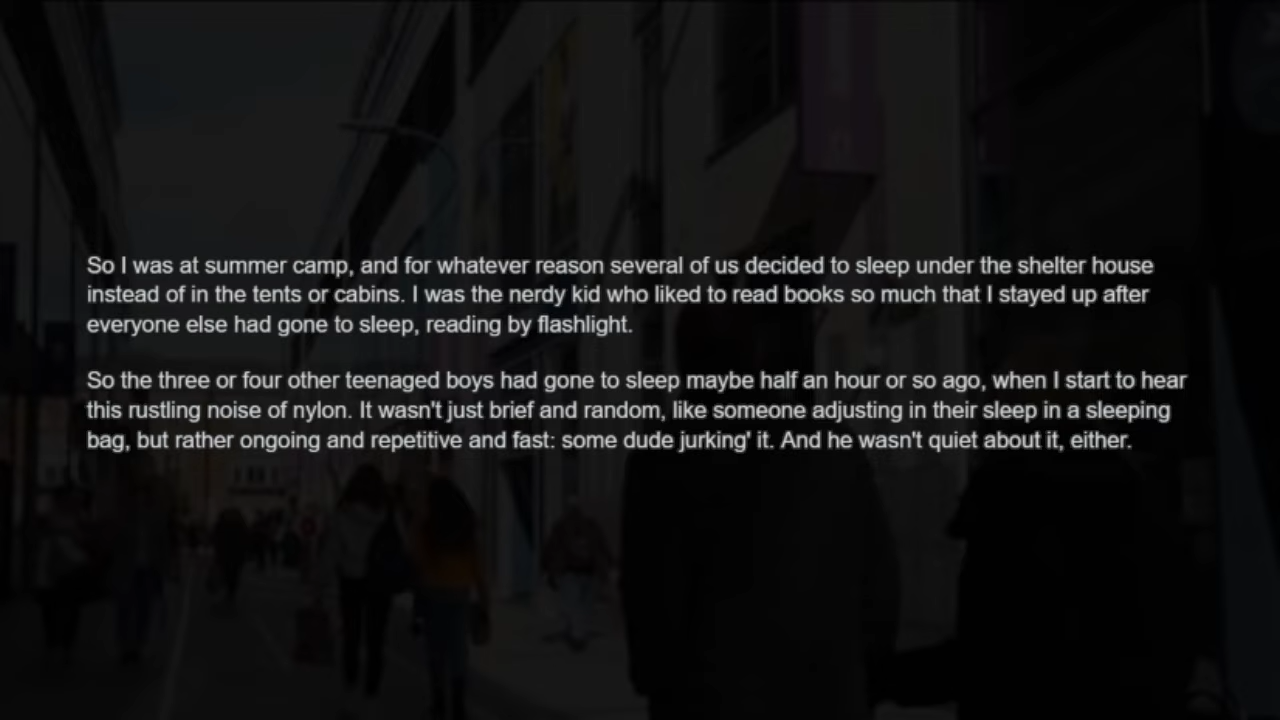 So I was at summer camp, and for whatever reason several of us decided to sleep under the shelter house
instead of in the tents or cabins. I was the nerdy kid who liked to read books so much that I stayed up after
everyone else had gone to sleep, reading by flashlight.
So the three or four other teenaged boys had gone to sleep maybe half an hour or so ago, when I start to hear
this rustling noise of nylon. It wasn't just brief and random, like someone adjusting in their sleep in a sleeping
bag, but rather ongoing and repetitive and fast: some dude jurking' it. And he wasn't quiet about it, either.